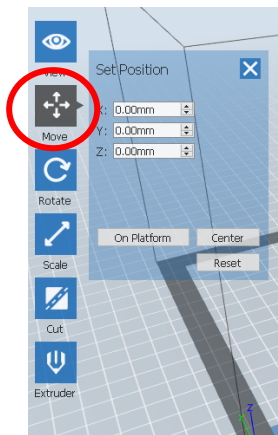 View
Set Position
X: 0.00mm
Move
Y: 0.00mm
Z: 0.00mm
Rotate
On Platform Center
Scale
Reset
Cut
Extruder
Z